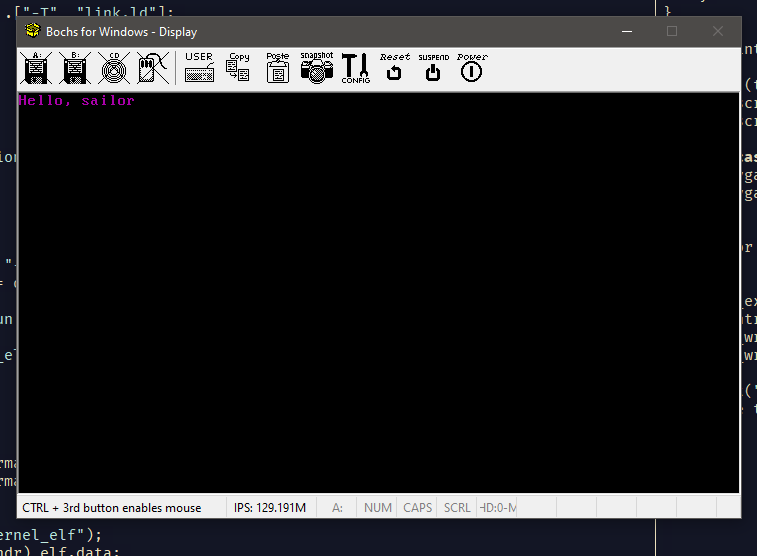 .["-T" "link.ld"];
}
Bochs for Windows - Display
A: B: CD USER Copy Paste snapshot CONFIG Reset SUSPEND Power
Hello, sailor
CTRL + 3rd button enables mouse IPS: 129.191M A: NUM CAPS SCRL HD:0-M
ernel_elf");
elf.data;